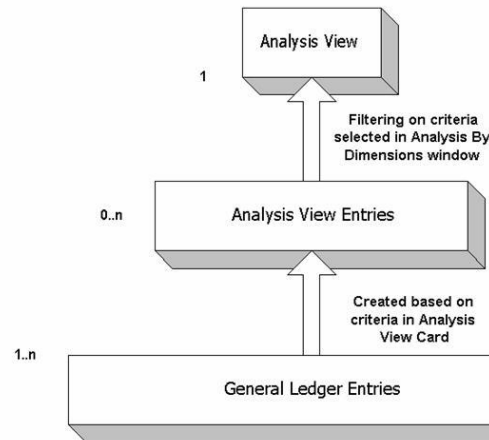 Analysis View
1
Filtering on criteria
selected in Analysis By
Dimensions window
0..n
Analysis View Entries
Created based on
criteria in Analysis
View Card
1..n
General Ledger Entries